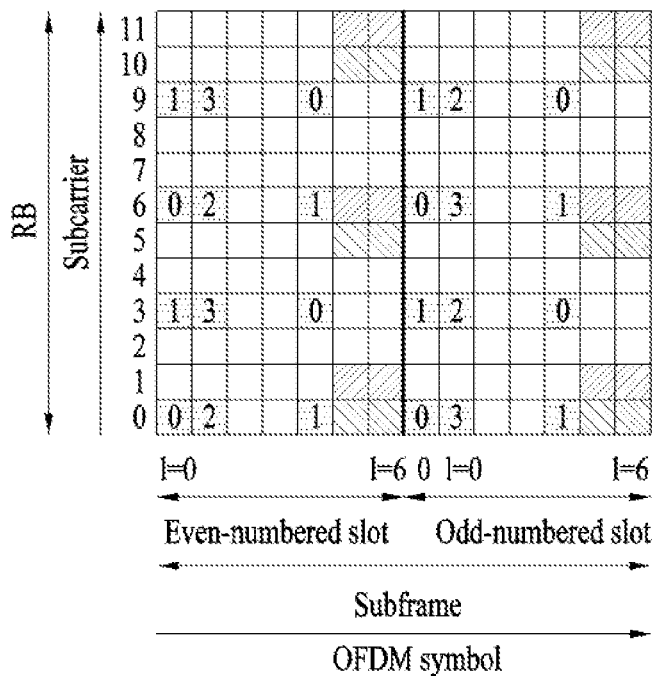 11
10
9 1 3 0 1 2 0
8
7
6 0 2 1 0 3 1
5
4
3 1 3 0 1 2 0
2
1
0 0 2 1 0 3 1
RB
Subcarrier
l=0 l=6 0 l=0 l=6
Even-numbered slot Odd-numbered slot
Subframe
OFDM symbol